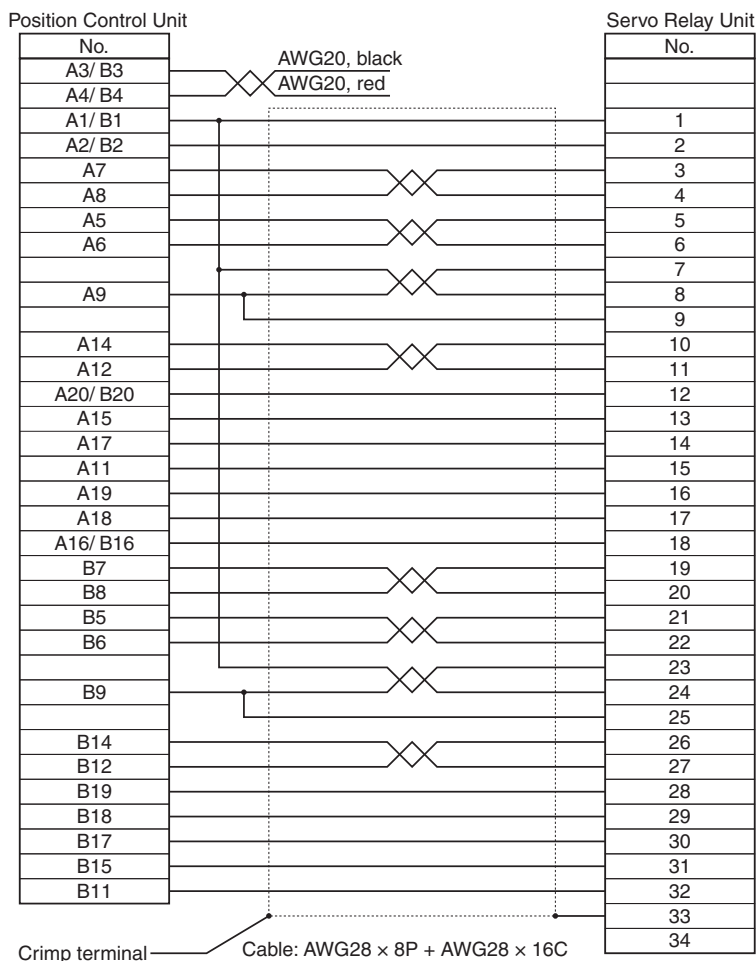 Position Control Unit Servo Relay Unit
No. No.
A3/ B3 AWG20, black
A4/ B4 AWG20, red
A1/ B1 1
A2/ B2 2
A7 3
A8 4
A5 5
A6 6
7
A9 8
9
A14 10
A12 11
A20/ B20 12
A15 13
A17 14
A11 15
A19 16
A18 17
A16/ B16 18
B7 19
B8 20
B5 21
B6 22
23
B9 24
25
B14 26
B12 27
B19 28
B18 29
B17 30
B15 31
B11 32
33
34
Crimp terminal Cable: AWG28 × 8P + AWG28 × 16C